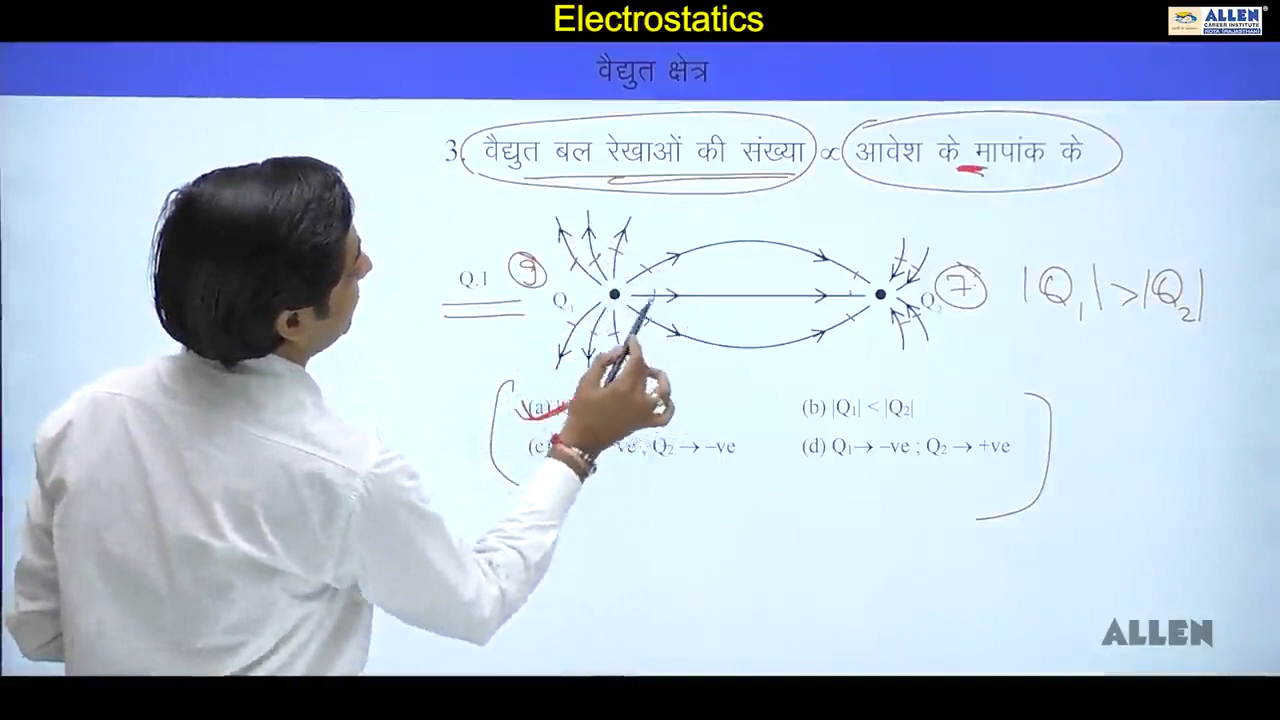 Electrostatics
ALLEN
CAREER INSTITUTE
KOTA (RAJASTHAN)
वैद्युत क्षेत्र
3. वैद्युत बल रेखाओं की संख्या ∝ आवेश के मापांक के
Q.1 9 Q₁ Q 7 |Q₁| > |Q₂|
(a) (b) |Q₁| < |Q₂|
(c) ve ; Q₂ → –ve (d) Q₁ → –ve ; Q₂ → +ve
ALLEN